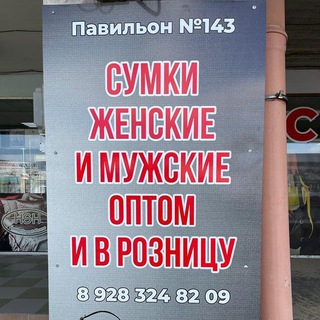 Павильон №143
СУМКИ
ЖЕНСКИЕ
И МУЖСКИЕ
ОПТОМ
И В РОЗНИЦУ
8 928 324 82 09
С